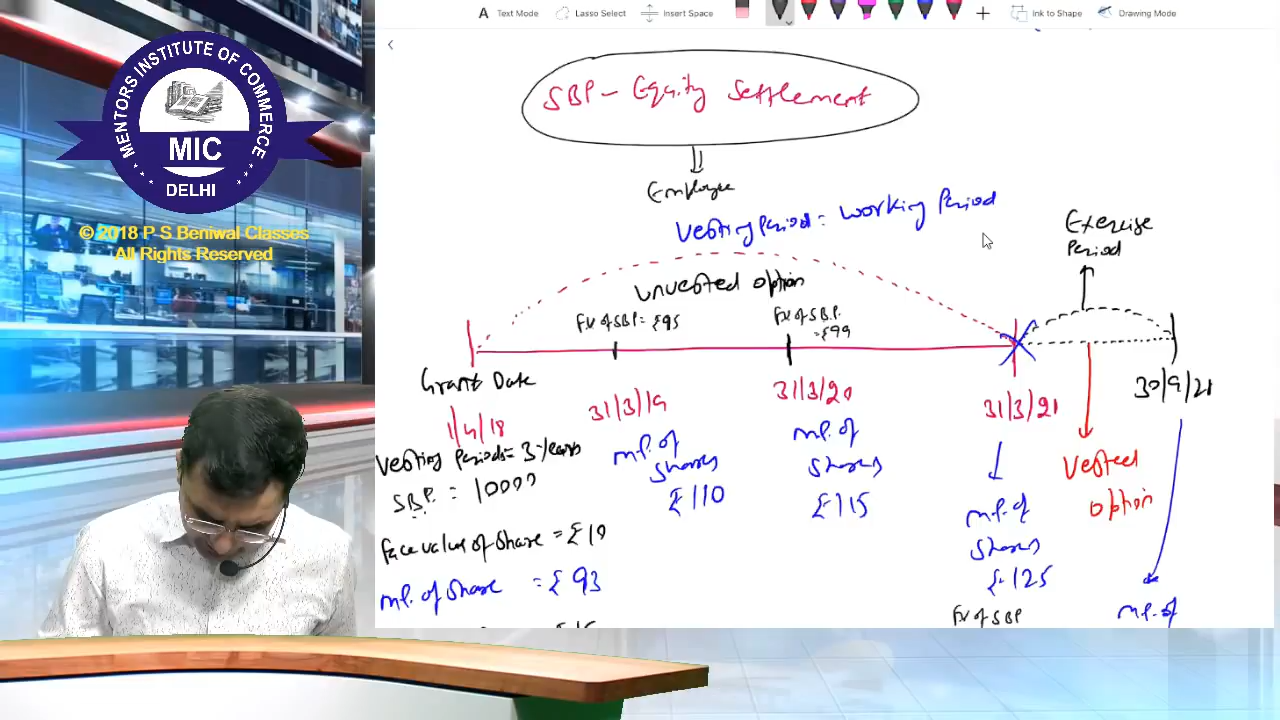 Text Mode
Lasso Select
Insert Space
Ink to Shape
Drawing Mode
MENTORS INSTITUTE OF COMMERCE
MIC
DELHI
© 2018 P S Beniwal Classes
All Rights Reserved
SBP - Equity Settlement
Employee
Vesting Period = Working Period
Exercise
Period
unvested option
FV of SBP = ₹95
FV of SBP.
= ₹99
Grant Date
1/4/18
31/3/19
31/3/20
31/3/21
30/9/21
Vesting Periods = 3-years
SBP. = 10000
Face value of Share = ₹10
M.P. of Share = ₹93
M.P. of
Shares
₹110
M.P. of
Shares
₹115
M.P. of
Shares
₹125
FV of SBP
Vested
option
M.P. of